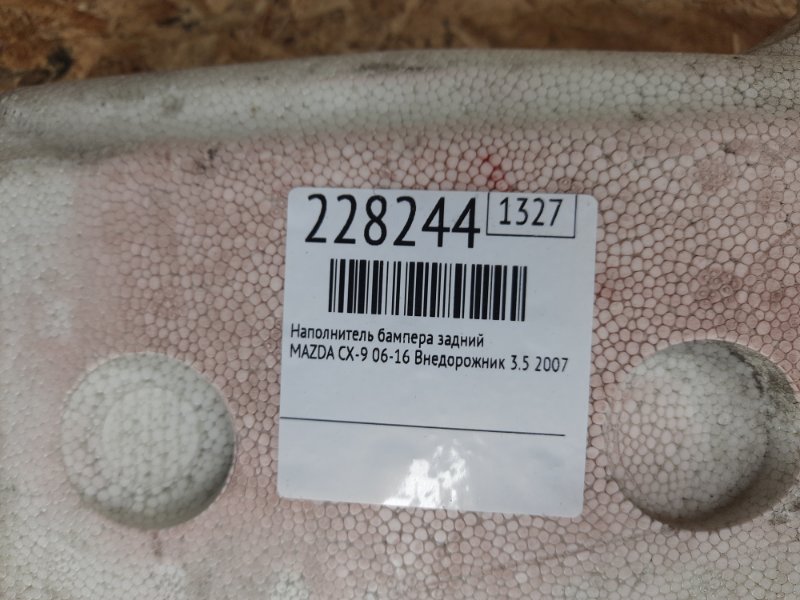 228244 1327
Наполнитель бампера задний
MAZDA CX-9 06-16 Внедорожник 3.5 2007